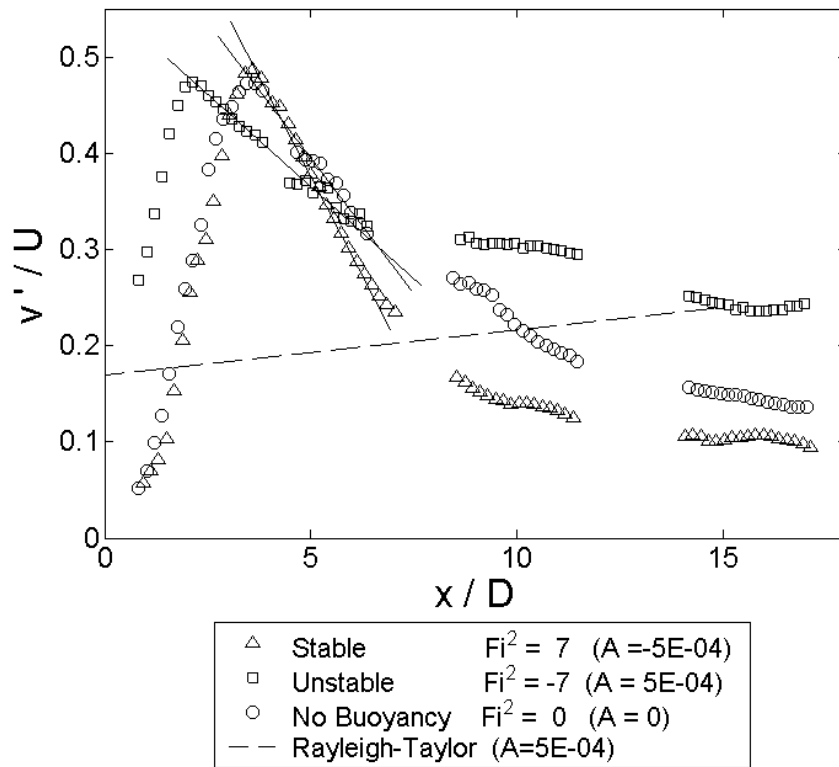 0.5
0.4
0.3
0.2
0.1
0
v ' / U
0 5 10 15
x / D
Stable Fi² = 7 (A =-5E-04)
Unstable Fi² = -7 (A = 5E-04)
No Buoyancy Fi² = 0 (A = 0)
Rayleigh-Taylor (A=5E-04)